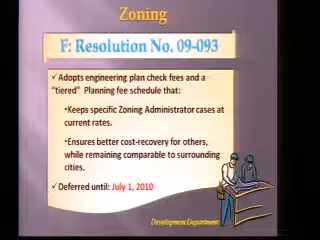 Zoning
F: Resolution No. 09-093
✓Adopts engineering plan check fees and a
“tiered” Planning fee schedule that:
•Keeps specific Zoning Administrator cases at
current rates.
•Ensures better cost-recovery for others,
while remaining comparable to surrounding
cities.
✓Deferred until: July 1, 2010
Development Department